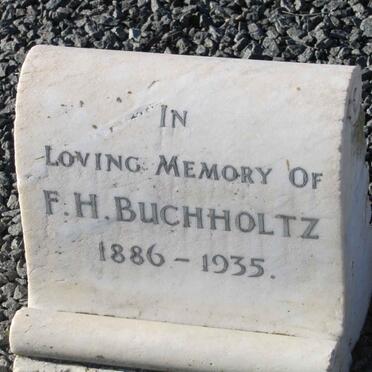 IN
LOVING MEMORY OF
F.H. BUCHHOLTZ
1886 - 1935.